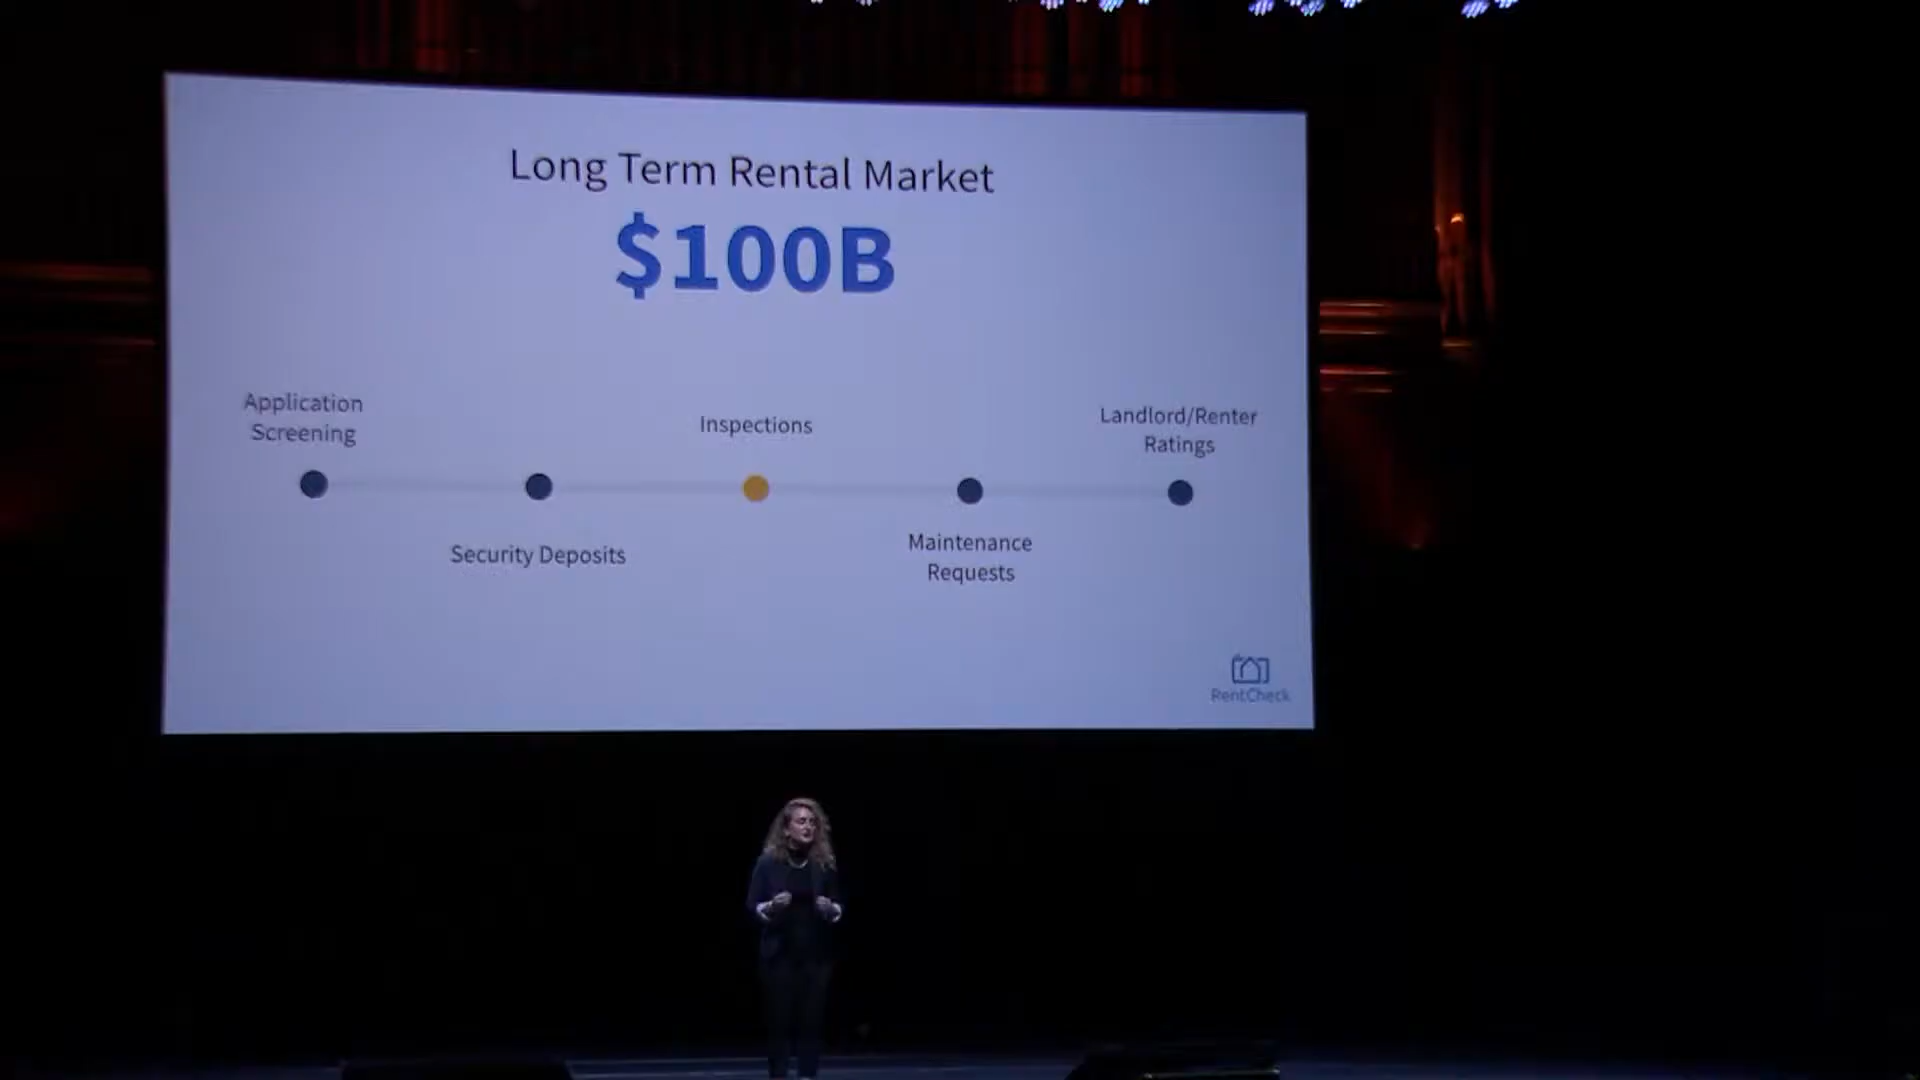 Long Term Rental Market
$100B
Application
Screening
Security Deposits
Inspections
Maintenance
Requests
Landlord/Renter
Ratings
RentCheck